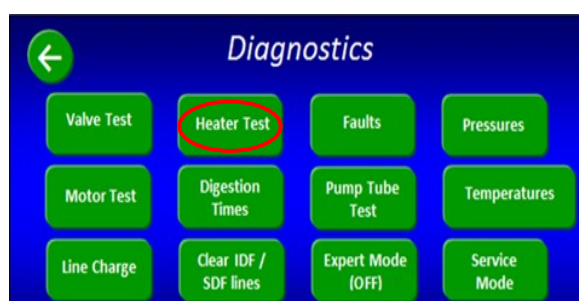 Diagnostics
Valve Test
Heater Test
Faults
Pressures
Motor Test
Digestion
Times
Pump Tube
Test
Temperatures
Line Charge
Clear IDF /
SDF lines
Expert Mode
(OFF)
Service
Mode